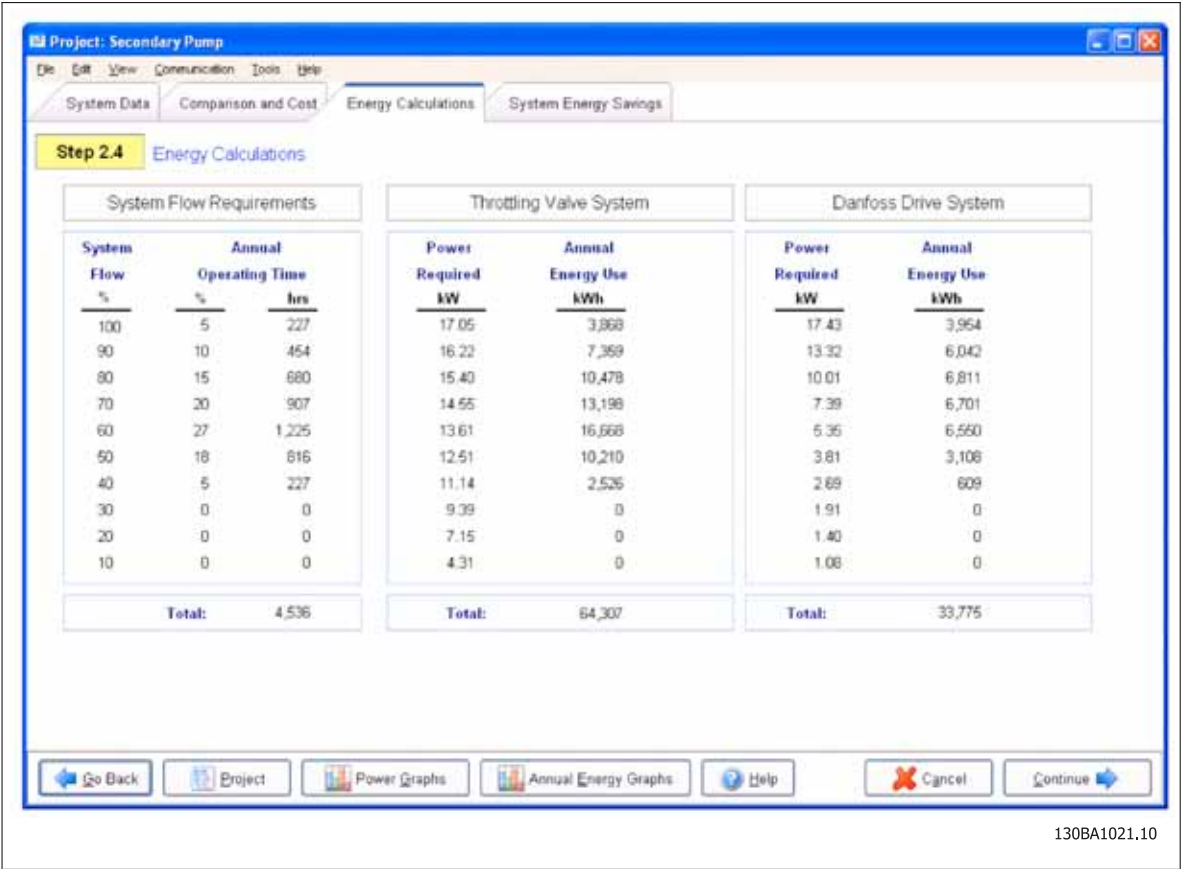 Project: Secondary Pump
File Edit View Communication Tools Help
System Data Comparison and Cost Energy Calculations System Energy Savings
Step 2.4 Energy Calculations
System Flow Requirements Throttling Valve System Danfoss Drive System
System Annual Power Annual Power Annual
Flow Operating Time Required Energy Use Required Energy Use
% % hrs kW kWh kW kWh
100 5 227 17.05 3,868 17.43 3,954
90 10 454 16.22 7,359 13.32 6,042
80 15 680 15.40 10,478 10.01 6,811
70 20 907 14.55 13,198 7.39 6,701
60 27 1,225 13.61 16,668 5.35 6,550
50 18 816 12.51 10,210 3.81 3,108
40 5 227 11.14 2,526 2.69 609
30 0 0 9.39 0 1.91 0
20 0 0 7.15 0 1.40 0
10 0 0 4.31 0 1.08 0
Total: 4,536 Total: 64,307 Total: 33,775
Go Back Project Power Graphs Annual Energy Graphs Help Cancel Continue
130BA1021.10